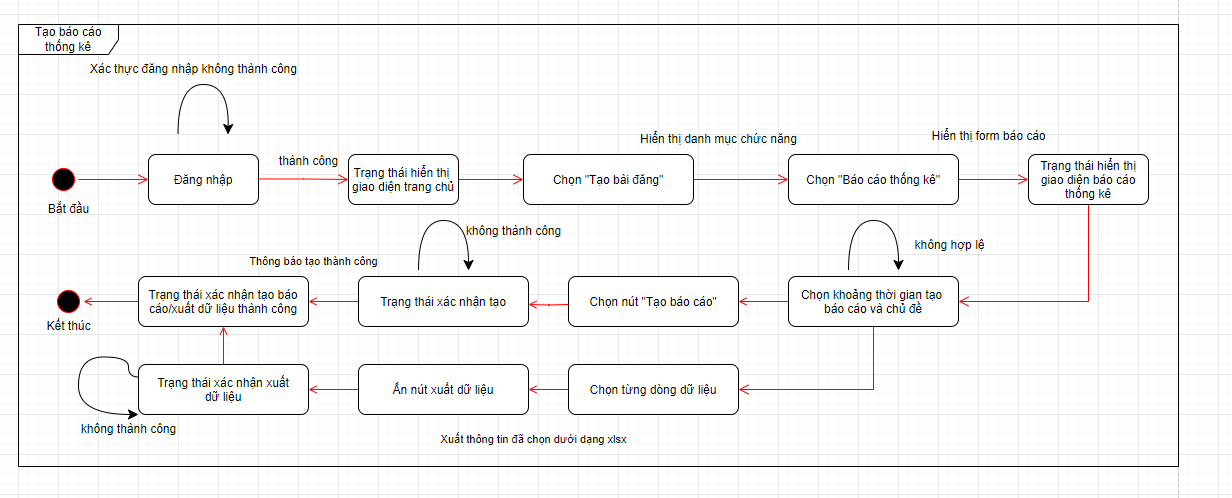 Tạo báo cáo
thống kê
Xác thực đăng nhập không thành công
Hiển thị danh mục chức năng
Hiển thị form báo cáo
thành công
Đăng nhập
Trạng thái hiển thị
giao diện trang chủ
Chọn "Tạo bài đăng"
Chọn "Báo cáo thống kê"
Trạng thái hiển thị
giao diện báo cáo
thống kê
Bắt đầu
không thành công
không hợp lệ
Thông báo tạo thành công
Trạng thái xác nhận tạo báo
cáo/xuất dữ liệu thành công
Trạng thái xác nhận tạo
Chọn nút "Tạo báo cáo"
Chọn khoảng thời gian tạo
báo cáo và chủ đề
Kết thúc
Trạng thái xác nhận xuất
dữ liệu
Ấn nút xuất dữ liệu
Chọn từng dòng dữ liệu
không thành công
Xuất thông tin đã chọn dưới dạng xlsx